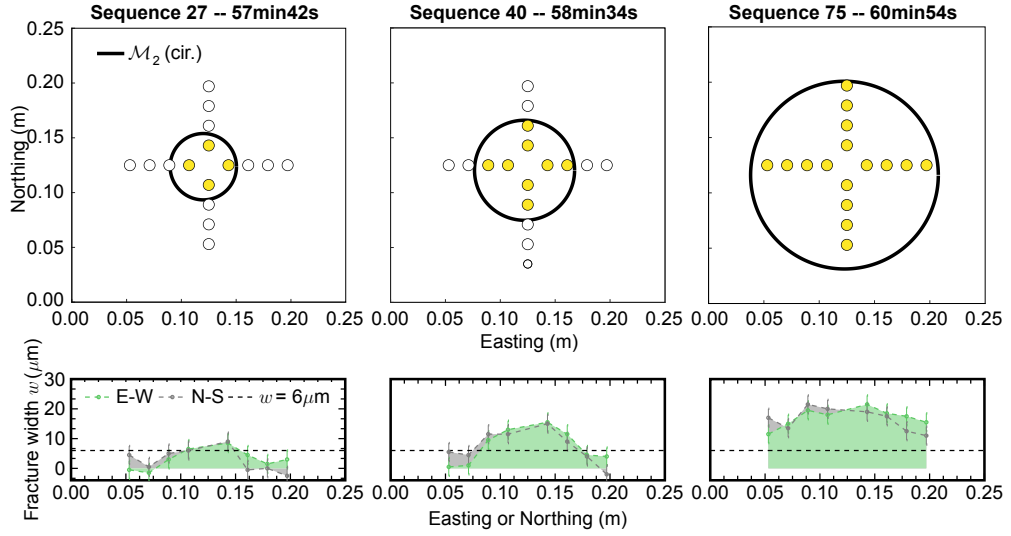 Sequence 27 -- 57min42s
Sequence 40 -- 58min34s
Sequence 75 -- 60min54s
Northing (m)
0.25
0.20
0.15
0.10
0.05
0.00
ℳ₂ (cir.)
0.00 0.05 0.10 0.15 0.20 0.25
0.00 0.05 0.10 0.15 0.20 0.25
0.00 0.05 0.10 0.15 0.20 0.25
Easting (m)
Fracture width w (μm)
30
20
10
0
E-W N-S w = 6μm
0.00 0.05 0.10 0.15 0.20 0.25
0.00 0.05 0.10 0.15 0.20 0.25
0.00 0.05 0.10 0.15 0.20 0.25
Easting or Northing (m)